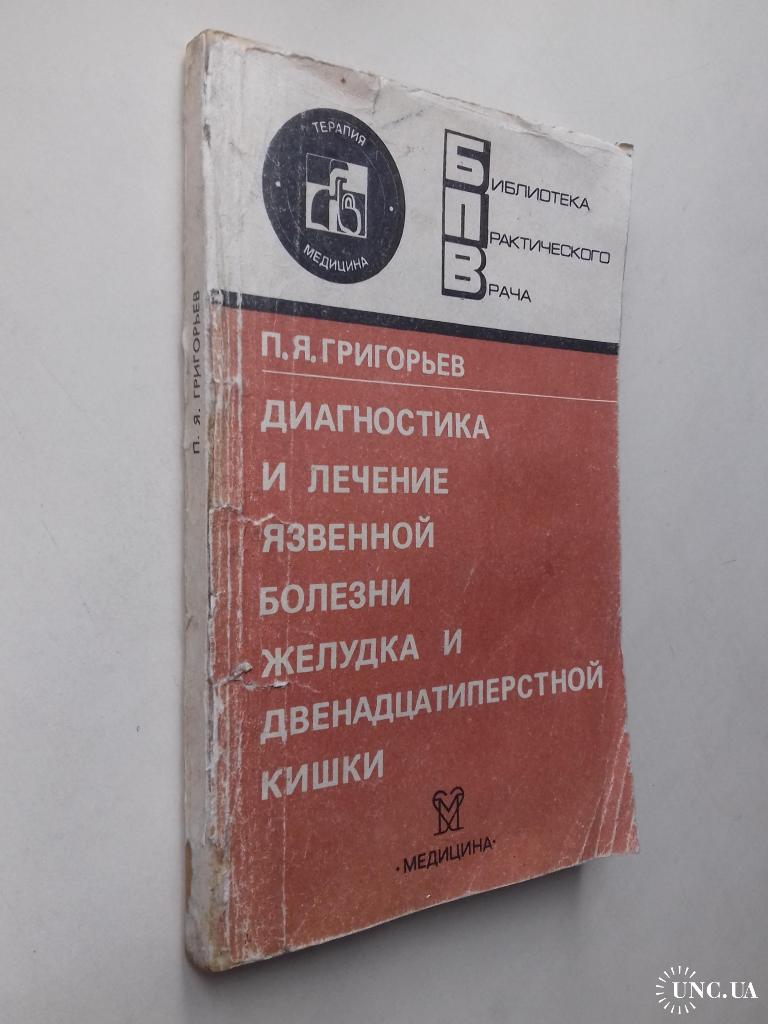 ТЕРАПИЯ
МЕДИЦИНА
БИБЛИОТЕКА
ПРАКТИЧЕСКОГО
ВРАЧА
П. Я. ГРИГОРЬЕВ
П.Я.ГРИГОРЬЕВ
ДИАГНОСТИКА
И ЛЕЧЕНИЕ
ЯЗВЕННОЙ
БОЛЕЗНИ
ЖЕЛУДКА И
ДВЕНАДЦАТИПЕРСТНОЙ
КИШКИ
·МЕДИЦИНА·
UNC.UA